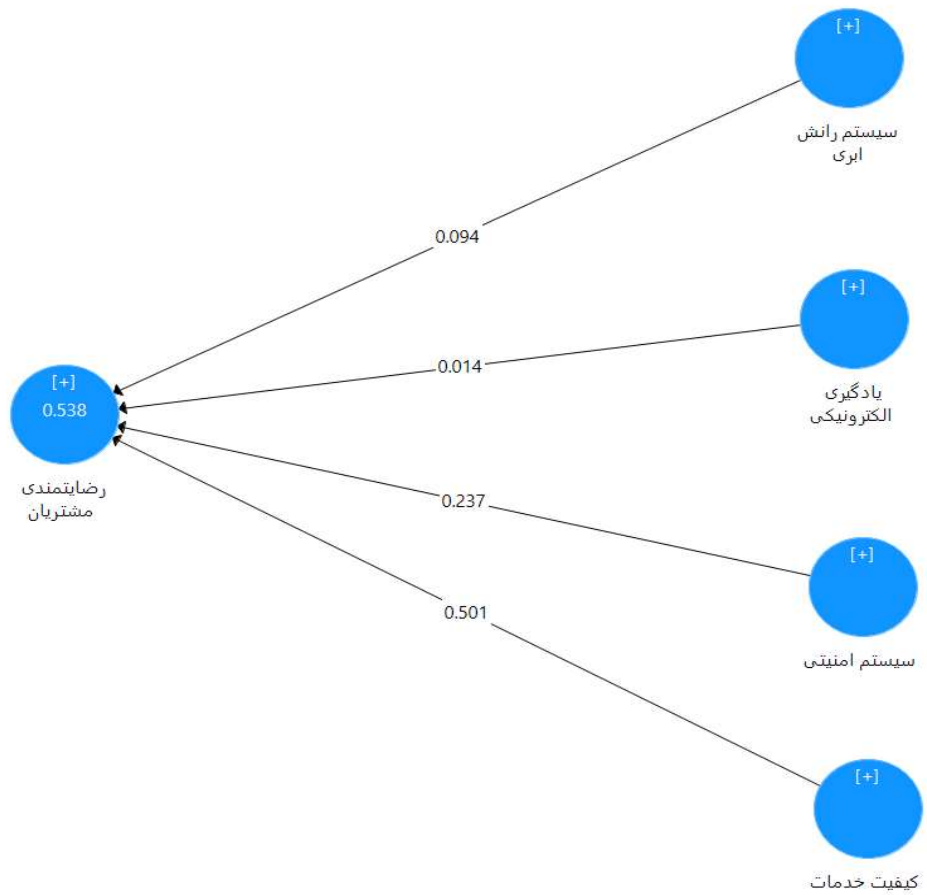 [+]
سیستم رانش
ابری
0.094
[+]
یادگیری
الکترونیکی
0.014
[+]
0.538
رضایتمندی
مشتریان
0.237
[+]
سیستم امنیتی
0.501
[+]
کیفیت خدمات